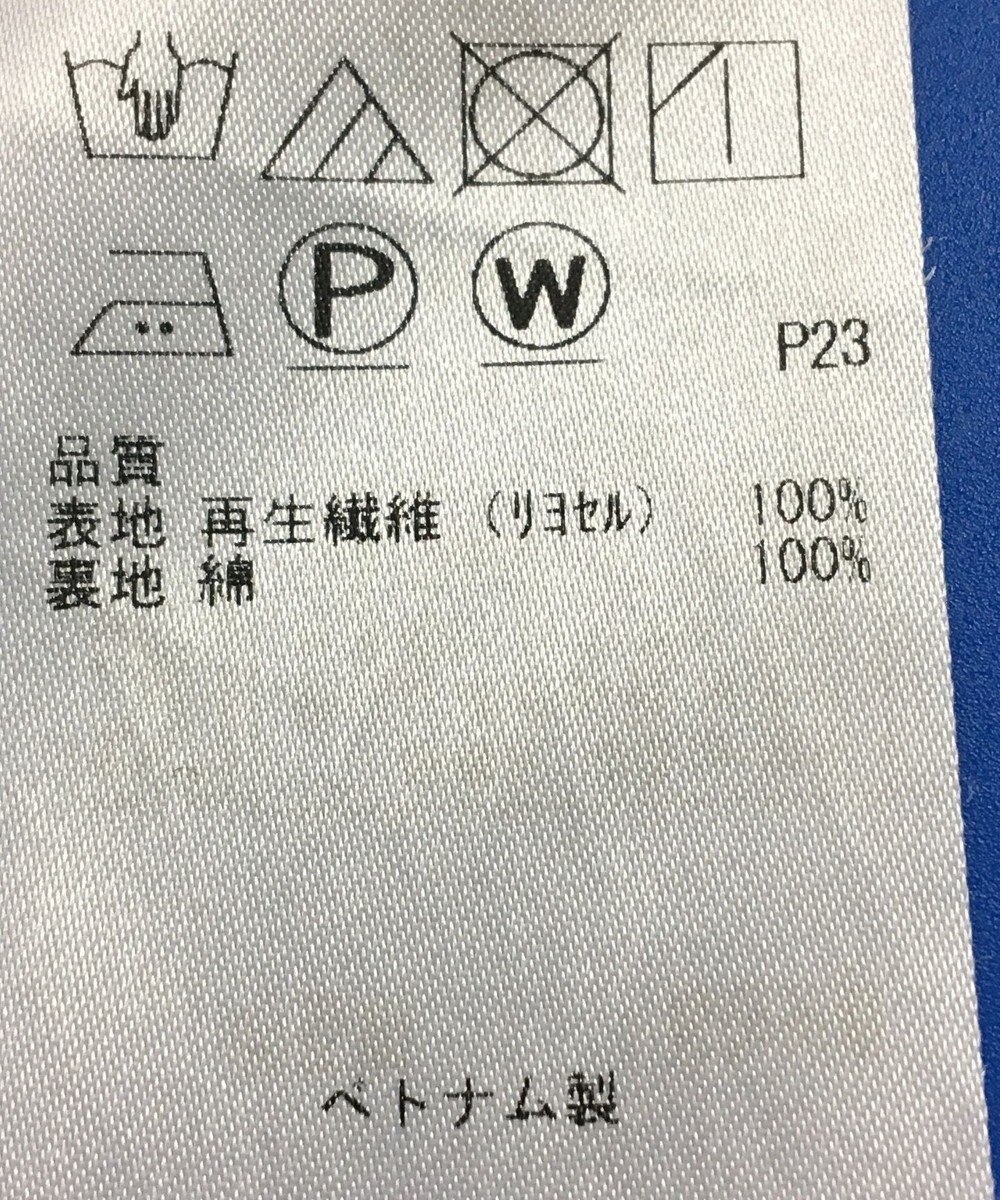 P W P23
品質
表地 再生繊維 (リヨセル) 100%
裏地 綿 100%
ベトナム製